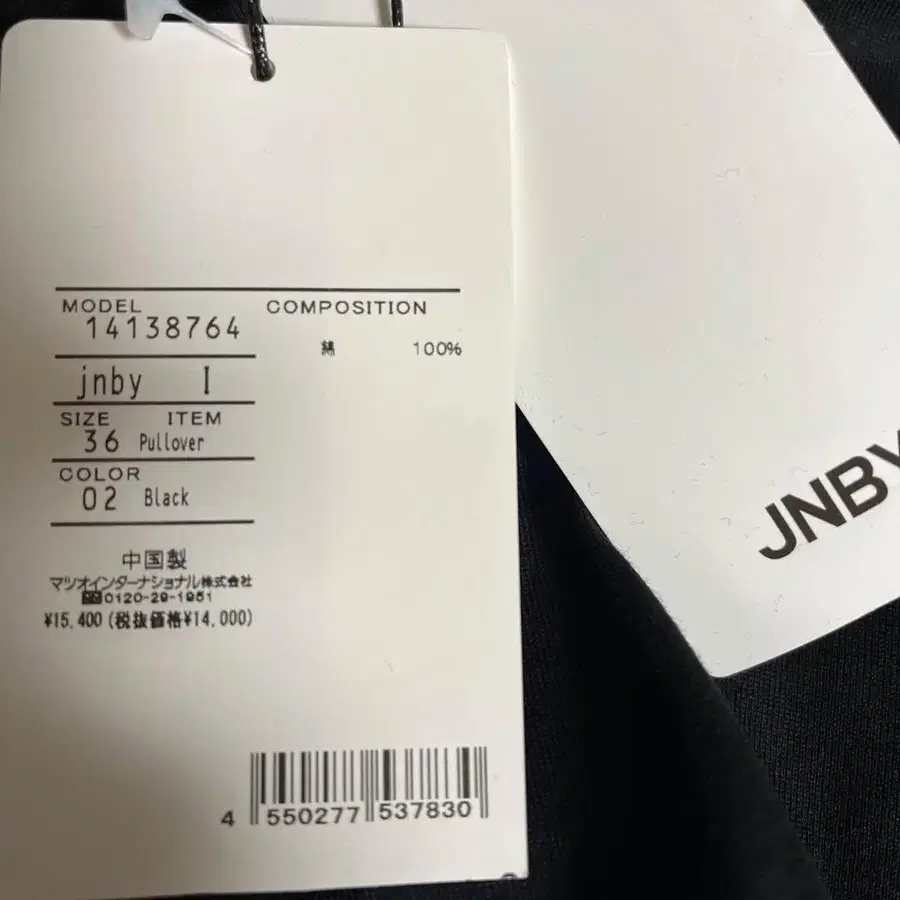 MODEL
14138764
COMPOSITION
綿 100%
jnby I
SIZE ITEM
36 Pullover
COLOR
02 Black
中国製
マツオインターナショナル株式会社
0120-29-1951
¥15,400(税抜価格¥14,000)
4 550277 537830
JNBY